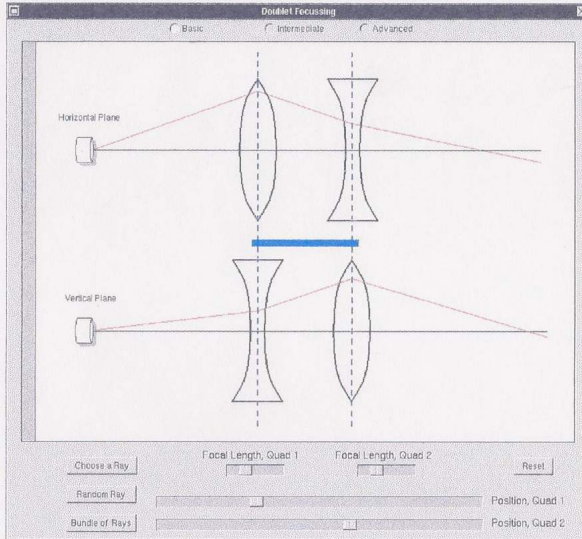 Doublet Focussing
Basic Intermediate Advanced
Horizontal Plane
Vertical Plane
Focal Length, Quad 1 Focal Length, Quad 2
Choose a Ray Reset
Random Ray Position, Quad 1
Bundle of Rays Position, Quad 2